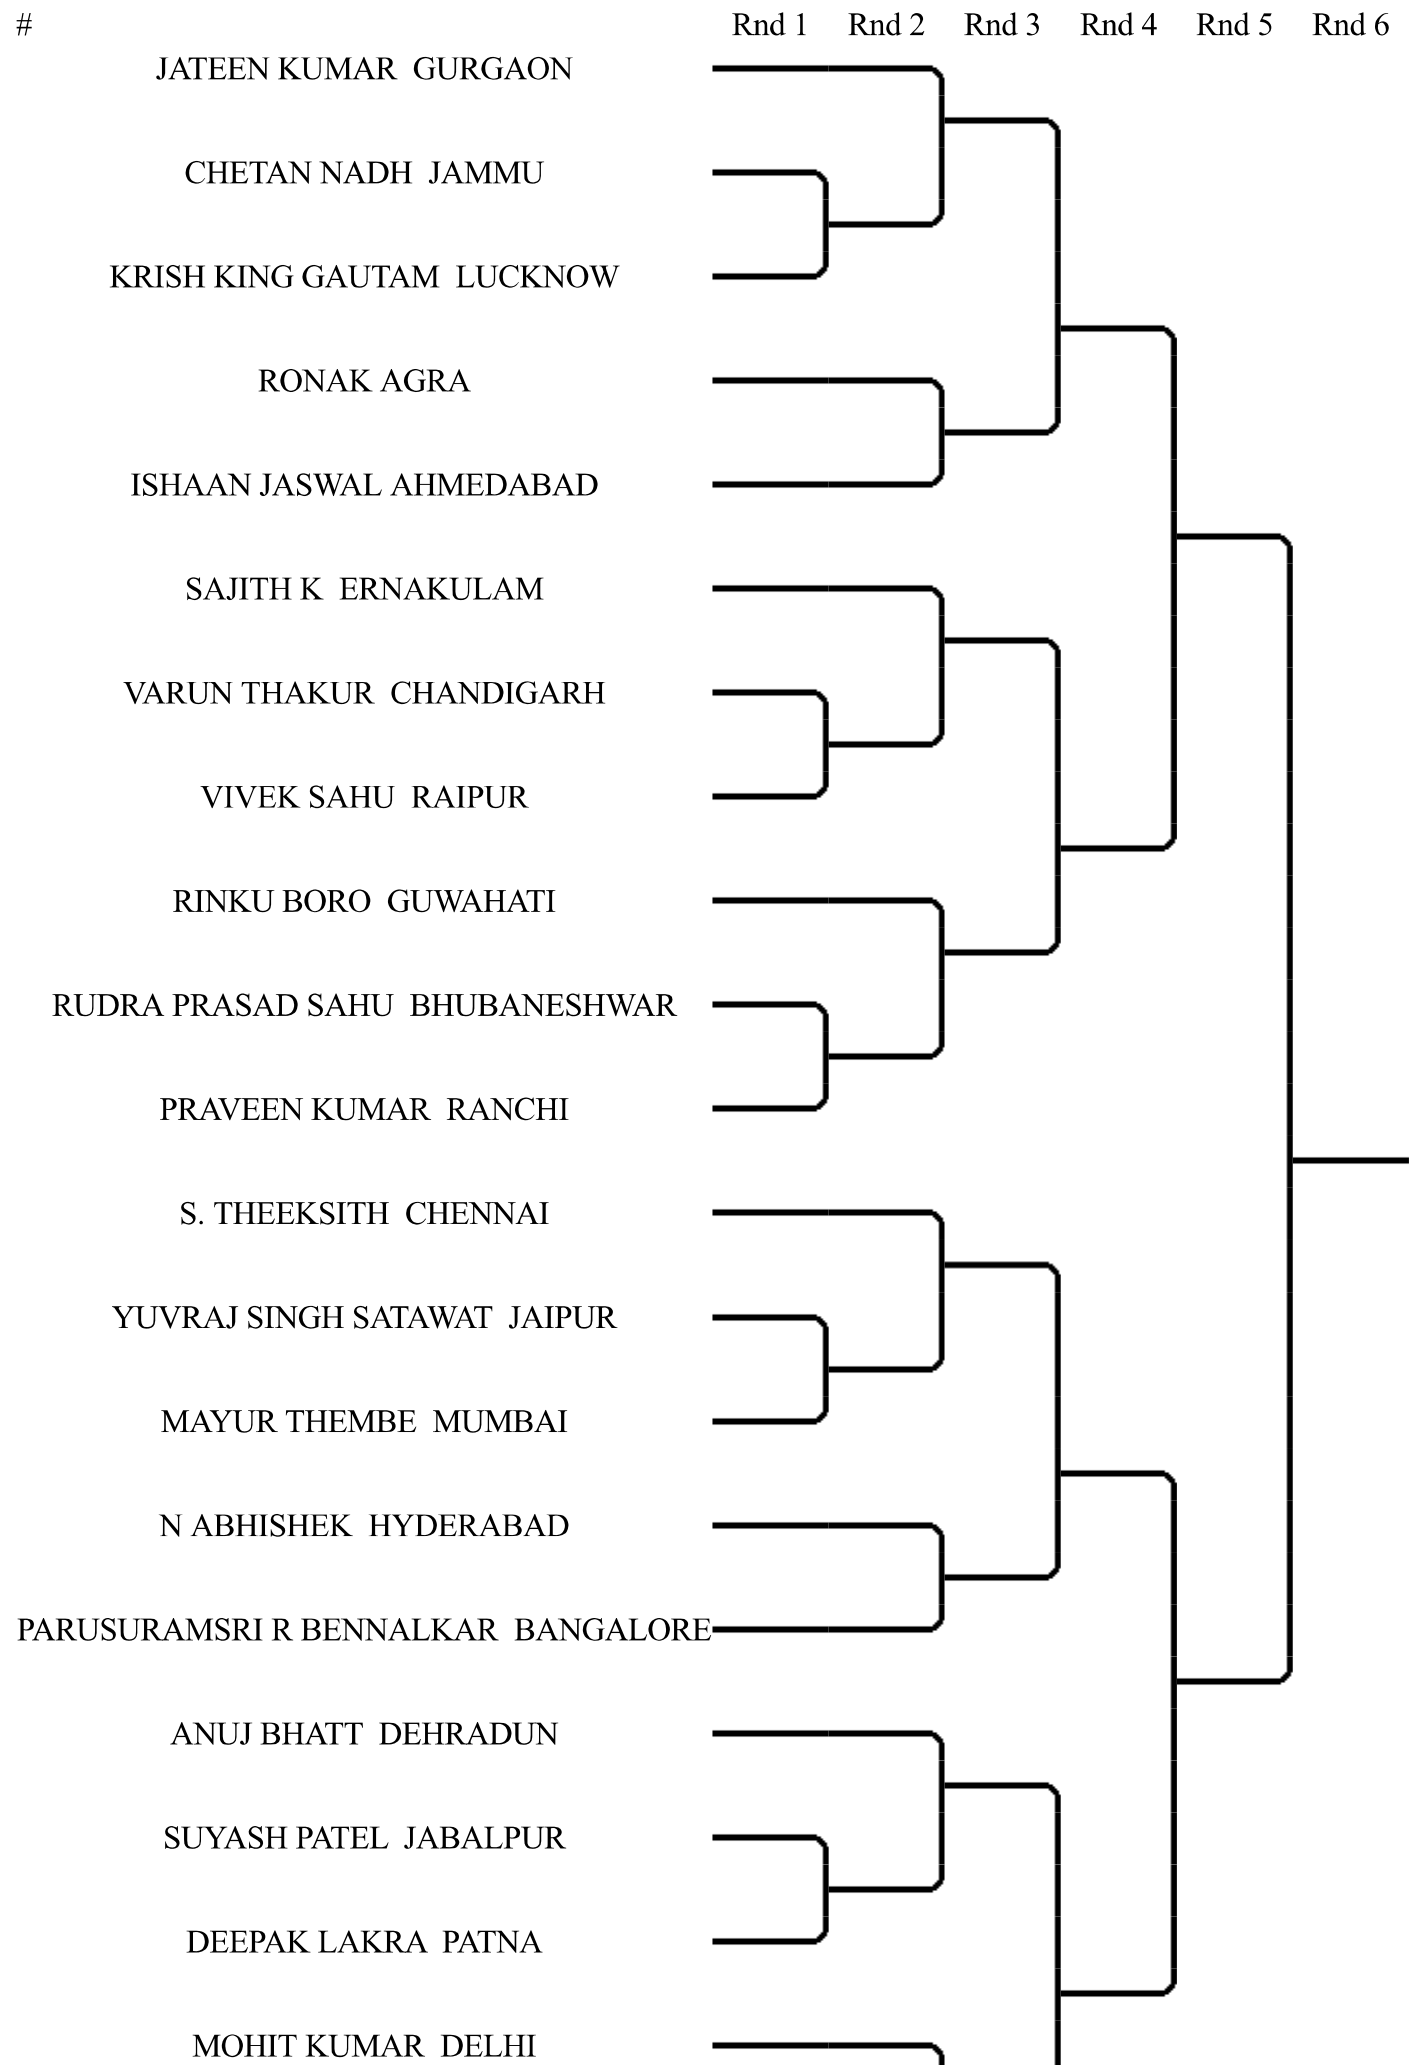 # Rnd 1 Rnd 2 Rnd 3 Rnd 4 Rnd 5 Rnd 6
JATEEN KUMAR GURGAON
CHETAN NADH JAMMU
KRISH KING GAUTAM LUCKNOW
RONAK AGRA
ISHAAN JASWAL AHMEDABAD
SAJITH K ERNAKULAM
VARUN THAKUR CHANDIGARH
VIVEK SAHU RAIPUR
RINKU BORO GUWAHATI
RUDRA PRASAD SAHU BHUBANESHWAR
PRAVEEN KUMAR RANCHI
S. THEEKSITH CHENNAI
YUVRAJ SINGH SATAWAT JAIPUR
MAYUR THEMBE MUMBAI
N ABHISHEK HYDERABAD
PARUSURAMSRI R BENNALKAR BANGALORE
ANUJ BHATT DEHRADUN
SUYASH PATEL JABALPUR
DEEPAK LAKRA PATNA
MOHIT KUMAR DELHI